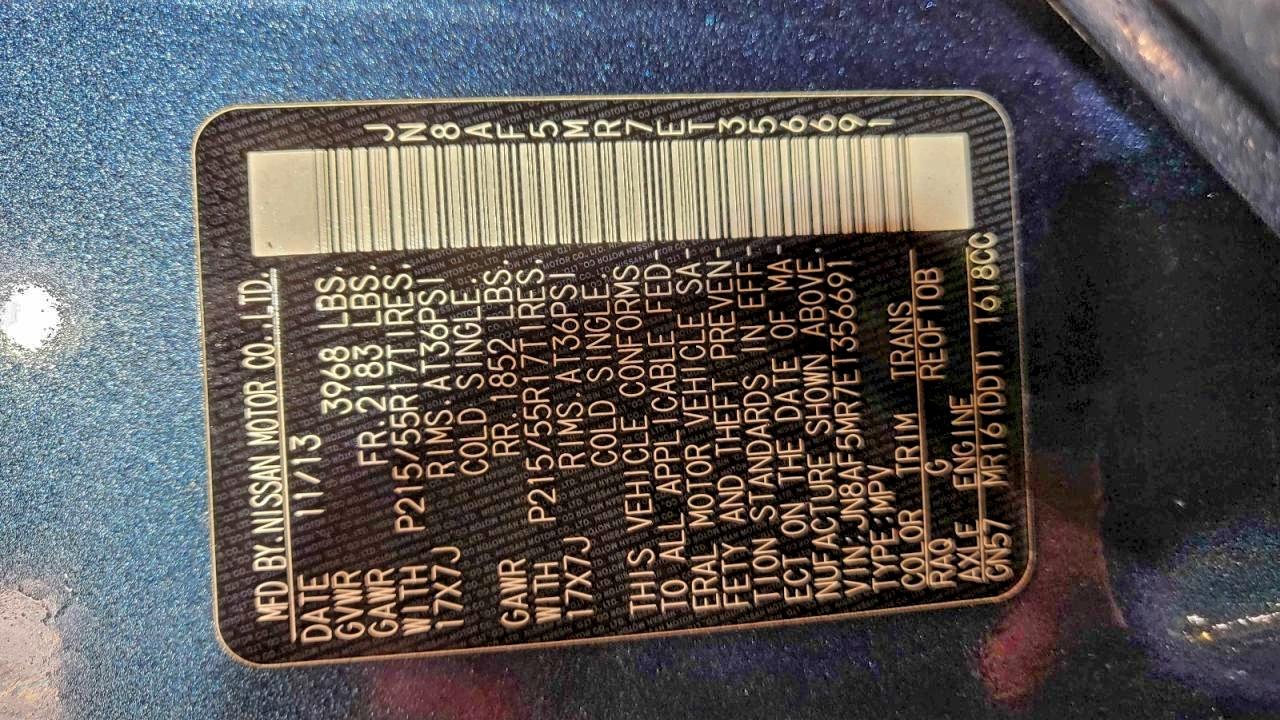 MFD BY.NISSAN MOTOR CO.,LTD.
DATE 11/13
GVWR 3968 LBS.
GAWR FR.2183 LBS.
WITH P215/55R17TIRES.
17X7J RIMS.AT36PSI
COLD SINGLE.
GAWR RR.1852 LBS.
WITH P215/55R17TIRES.
17X7J RIMS.AT36PSI.
COLD SINGLE.
THIS VEHICLE CONFORMS
TO ALL APPLICABLE FED-
ERAL MOTOR VEHICLE SA-
FETY AND THEFT PREVEN-
TION STANDARDS IN EFF-
ECT ON THE DATE OF MA-
NUFACTURE SHOWN ABOVE.
VIN:JN8AF5MR7ET356691
TYPE:MPV
COLOR TRIM TRANS
RAQ G RE0F10B
AXLE ENGINE
GN57 MR16(DDT) 1618CC
JN8AF5MR7ET356691